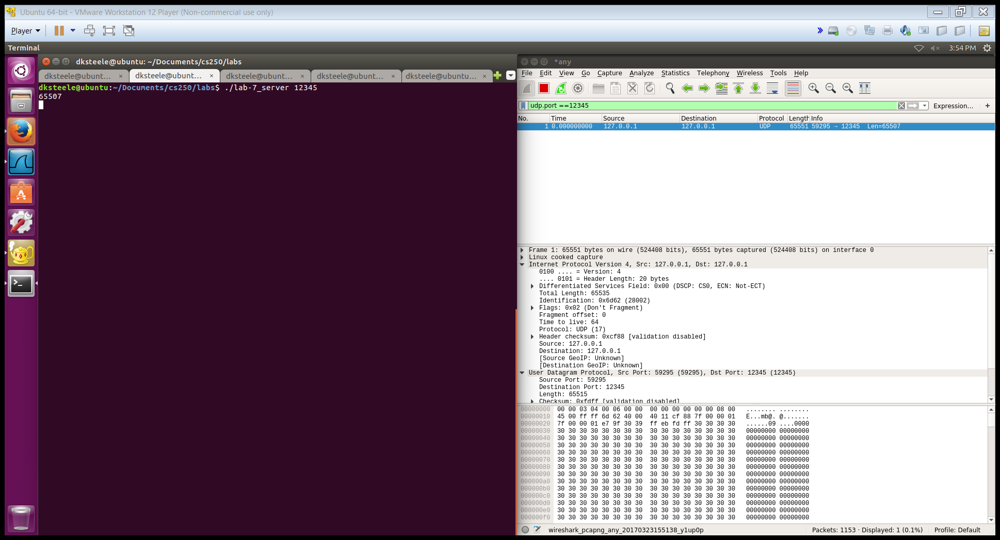 Ubuntu 64-bit - VMware Workstation 12 Player (Non-commercial use only)
Player
Terminal
3:54 PM
dksteele@ubuntu: ~/Documents/cs250/labs
dksteele@ubunt... × dksteele@ubunt... × dksteele@ubunt... × dksteele@ubunt... × dksteele@ubuntu... ×
dksteele@ubuntu:~/Documents/cs250/labs$ ./lab-7_server 12345
65507
*any
File Edit View Go Capture Analyze Statistics Telephony Wireless Tools Help
udp.port ==12345 Expression... +
No. Time Source Destination Protocol Length Info
1 0.000000000 127.0.0.1 127.0.0.1 UDP 65551 59295 → 12345 Len=65507
Frame 1: 65551 bytes on wire (524408 bits), 65551 bytes captured (524408 bits) on interface 0
Linux cooked capture
Internet Protocol Version 4, Src: 127.0.0.1, Dst: 127.0.0.1
0100 .... = Version: 4
.... 0101 = Header Length: 20 bytes
Differentiated Services Field: 0x00 (DSCP: CS0, ECN: Not-ECT)
Total Length: 65535
Identification: 0x6d62 (28002)
Flags: 0x02 (Don't Fragment)
Fragment offset: 0
Time to live: 64
Protocol: UDP (17)
Header checksum: 0xcf88 [validation disabled]
Source: 127.0.0.1
Destination: 127.0.0.1
[Source GeoIP: Unknown]
[Destination GeoIP: Unknown]
User Datagram Protocol, Src Port: 59295 (59295), Dst Port: 12345 (12345)
Source Port: 59295
Destination Port: 12345
Length: 65515
Checksum: 0xfdff [validation disabled]
00000000 00 00 03 04 00 06 00 00 00 00 00 00 00 00 08 00 ........ ........
00000010 45 00 ff ff 6d 62 40 00 40 11 cf 88 7f 00 00 01 E...mb@. @.......
00000020 7f 00 00 01 e7 9f 30 39 ff eb fd ff 30 30 30 30 ......09 ....0000
00000030 30 30 30 30 30 30 30 30 30 30 30 30 30 30 30 30 00000000 00000000
00000040 30 30 30 30 30 30 30 30 30 30 30 30 30 30 30 30 00000000 00000000
00000050 30 30 30 30 30 30 30 30 30 30 30 30 30 30 30 30 00000000 00000000
00000060 30 30 30 30 30 30 30 30 30 30 30 30 30 30 30 30 00000000 00000000
00000070 30 30 30 30 30 30 30 30 30 30 30 30 30 30 30 30 00000000 00000000
00000080 30 30 30 30 30 30 30 30 30 30 30 30 30 30 30 30 00000000 00000000
00000090 30 30 30 30 30 30 30 30 30 30 30 30 30 30 30 30 00000000 00000000
000000a0 30 30 30 30 30 30 30 30 30 30 30 30 30 30 30 30 00000000 00000000
000000b0 30 30 30 30 30 30 30 30 30 30 30 30 30 30 30 30 00000000 00000000
000000c0 30 30 30 30 30 30 30 30 30 30 30 30 30 30 30 30 00000000 00000000
000000d0 30 30 30 30 30 30 30 30 30 30 30 30 30 30 30 30 00000000 00000000
000000e0 30 30 30 30 30 30 30 30 30 30 30 30 30 30 30 30 00000000 00000000
000000f0 30 30 30 30 30 30 30 30 30 30 30 30 30 30 30 30 00000000 00000000
wireshark_pcapng_any_20170323155138_y1up0p Packets: 1153 · Displayed: 1 (0.1%) Profile: Default